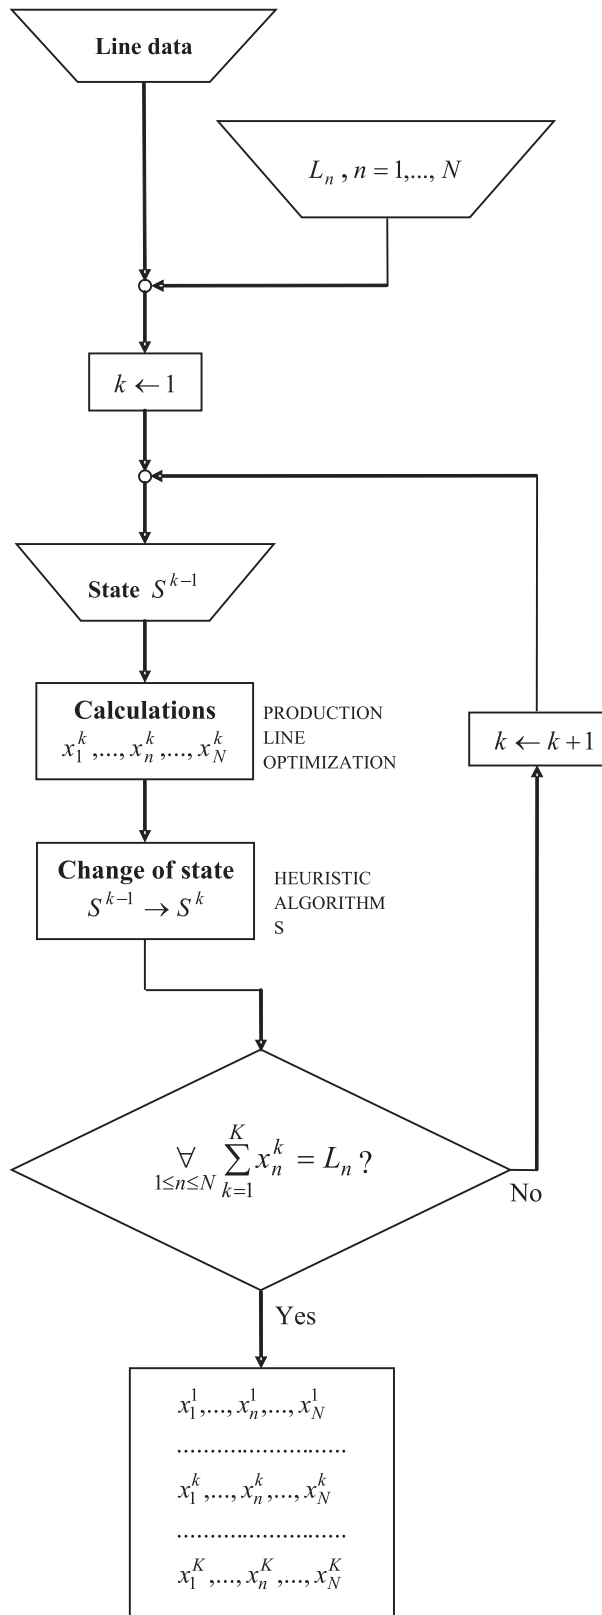 Line data
L_n , n = 1,..., N
k ← 1
State S^{k−1}
Calculations
x_1^k ,..., x_n^k ,..., x_N^k
PRODUCTION
LINE
OPTIMIZATION
k ← k + 1
Change of state
S^{k−1} → S^k
HEURISTIC
ALGORITHM
S
∀_{1≤n≤N} ∑_{k=1}^{K} x_n^k = L_n ?
No
Yes
x_1^1 ,..., x_n^1 ,..., x_N^1
..............................
x_1^k ,..., x_n^k ,..., x_N^k
..............................
x_1^K ,..., x_n^K ,..., x_N^K